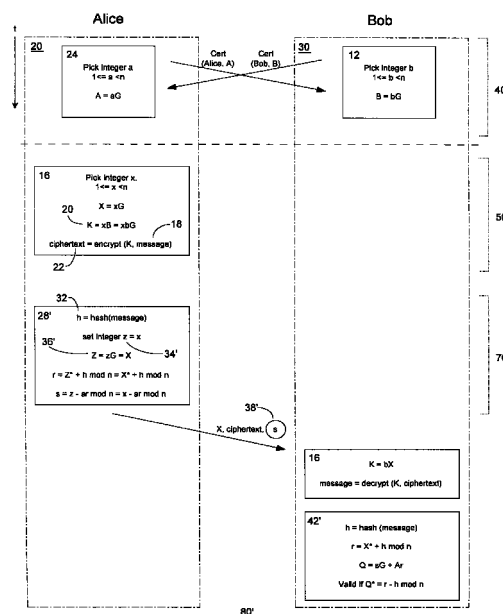 Alice
Bob
t
20
24
Pick Integer a
1<= a <n
A = aG
Cert
(Alice, A)
Cert
(Bob, B)
30
12
Pick Integer b
1<= b <n
B = bG
40
16
Pick Integer x.
1<= x <n
X = xG
20
K = xB = xbG
18
ciphertext = encrypt (K, message)
22
50
32
28'
h = hash(message)
set integer z = x
36'
34'
Z = zG = X
r = Z* + h mod n = X* + h mod n
s = z - ar mod n = x - ar mod n
70
38'
X, ciphertext, s
16
K = bX
message = decrypt (K, ciphertext)
42'
h = hash (message)
r = X* + h mod n
Q = sG + Ar
Valid if Q* = r - h mod n
80'